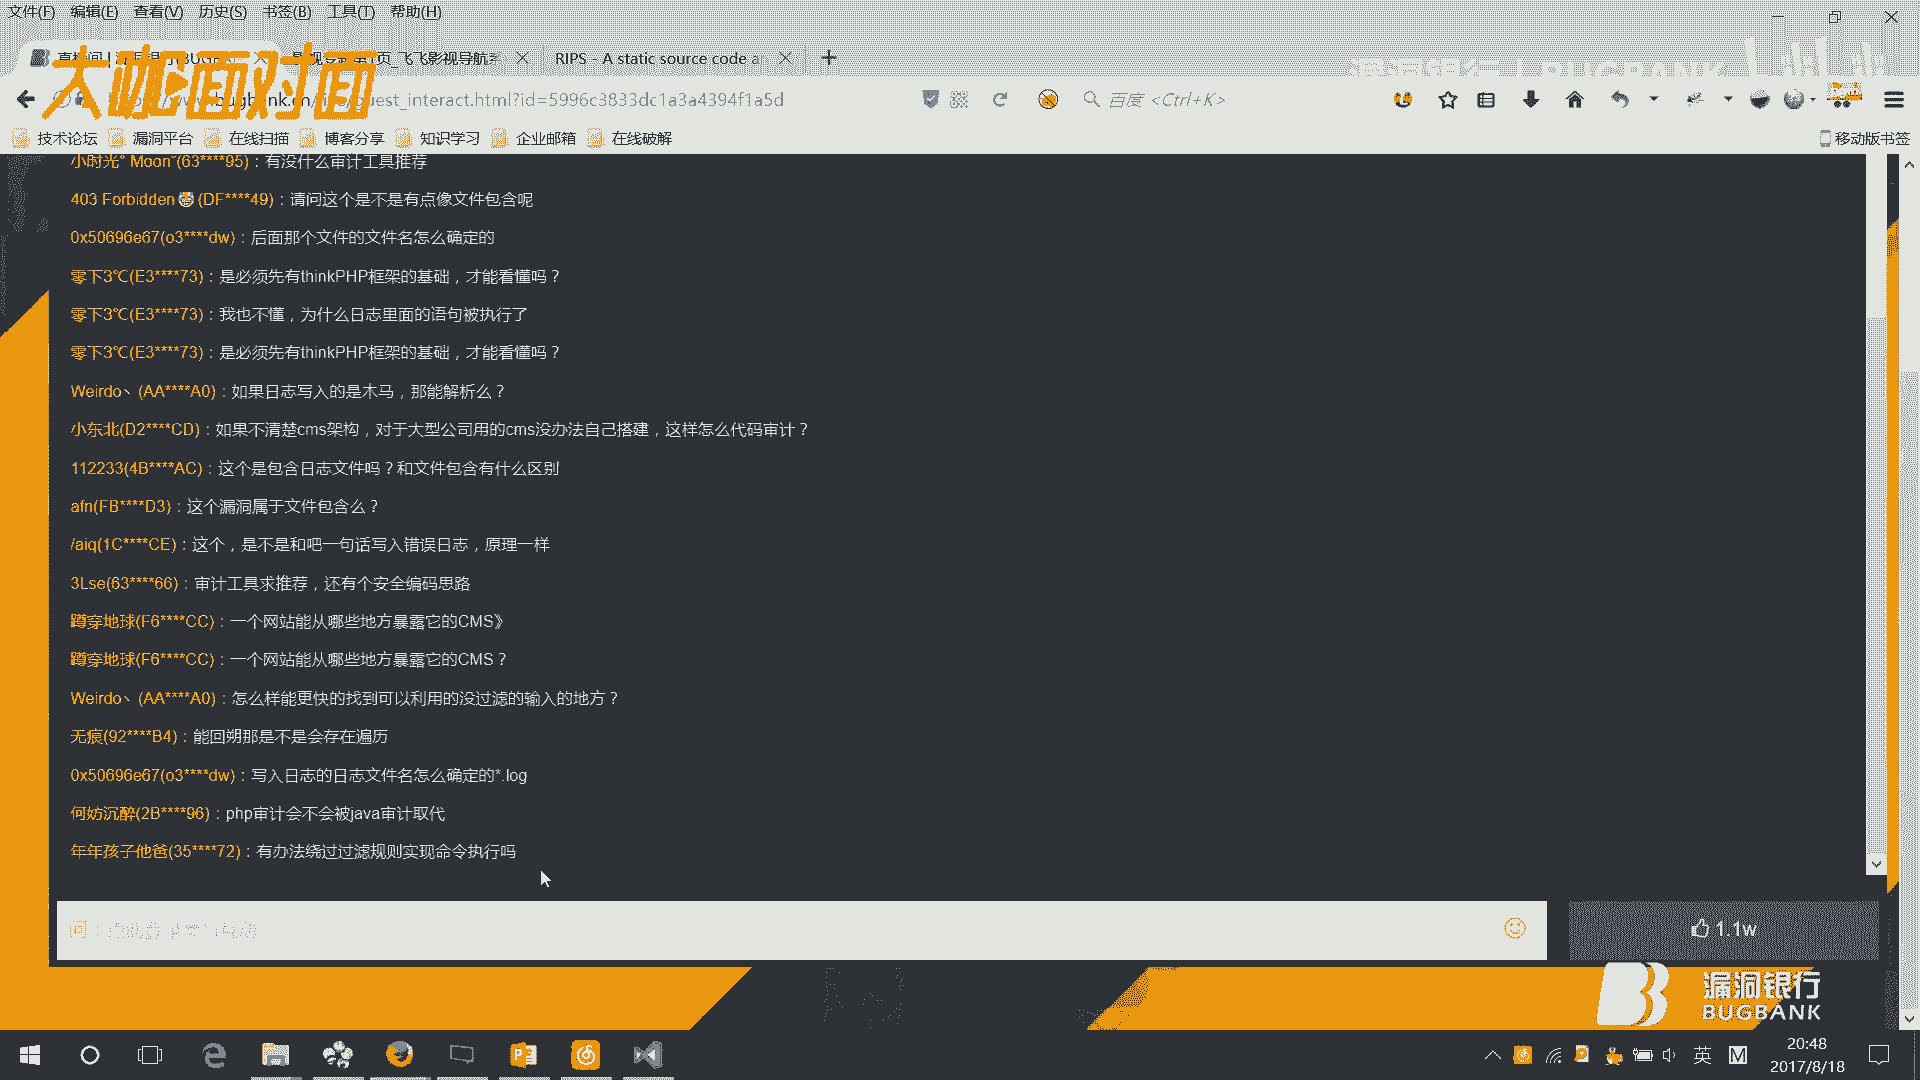 文件(F) 编辑(E) 查看(V) 历史(S) 书签(B) 工具(T) 帮助(H)
大咖面对面
飞飞影视导航系
RIPS - A static source code a
漏洞银行 | BUGBANK
bugbank.cn
uest_interact.html?id=5996c3833dc1a3a4394f1a5d
百度 <Ctrl+K>
技术论坛 漏洞平台 在线扫描 博客分享 知识学习 企业邮箱 在线破解 移动版书签
小时光° Moon~(63****95)：有没什么审计工具推荐
403 Forbidden (DF****49)：请问这个是不是有点像文件包含呢
0x50696e67(o3****dw)：后面那个文件的文件名怎么确定的
零下3℃(E3****73)：是必须先有thinkPHP框架的基础，才能看懂吗？
零下3℃(E3****73)：我也不懂，为什么日志里面的语句被执行了
零下3℃(E3****73)：是必须先有thinkPHP框架的基础，才能看懂吗？
Weirdo丶 (AA****A0)：如果日志写入的是木马，那能解析么？
小东北(D2****CD)：如果不清楚cms架构，对于大型公司用的cms没办法自己搭建，这样怎么代码审计？
112233(4B****AC)：这个是包含日志文件吗？和文件包含有什么区别
afn(FB****D3)：这个漏洞属于文件包含么？
/aiq(1C****CE)：这个，是不是和吧一句话写入错误日志，原理一样
3Lse(63****66)：审计工具求推荐，还有个安全编码思路
蹲穿地球(F6****CC)：一个网站能从哪些地方暴露它的CMS》
蹲穿地球(F6****CC)：一个网站能从哪些地方暴露它的CMS？
Weirdo丶 (AA****A0)：怎么样能更快的找到可以利用的没过滤的输入的地方？
无痕(92****B4)：能回朔那是不是会存在遍历
0x50696e67(o3****dw)：写入日志的日志文件名怎么确定的*.log
何妨沉醉(2B****96)：php审计会不会被java审计取代
年年孩子他爸(35****72)：有办法绕过过滤规则实现命令执行吗
问：
1.1w
漏洞银行
BUGBANK
英 M
20:48
2017/8/18